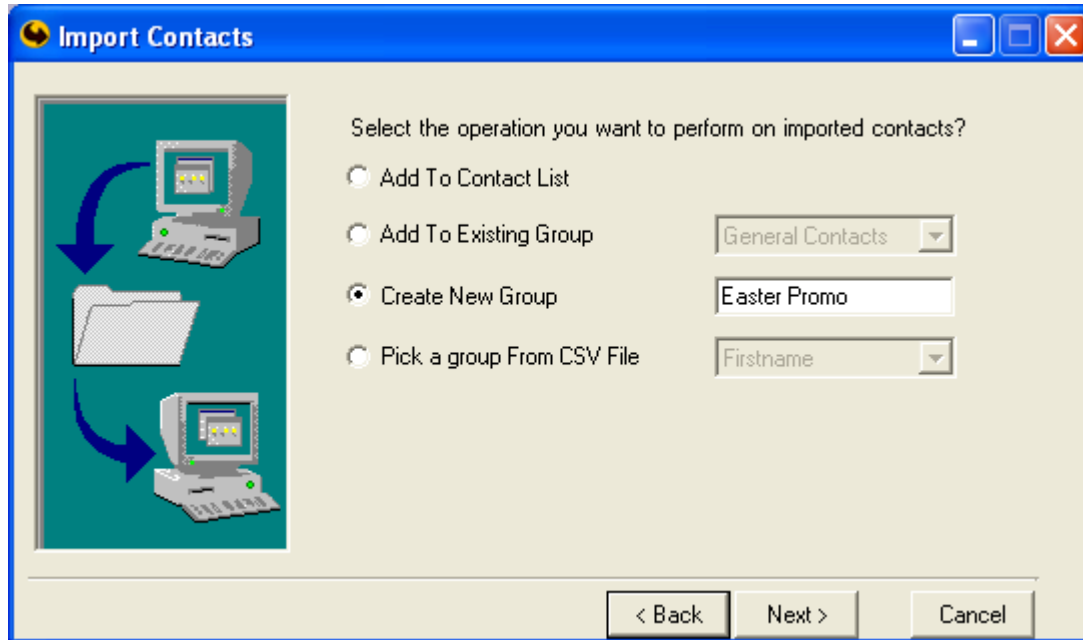 Import Contacts
Select the operation you want to perform on imported contacts?
Add To Contact List
Add To Existing Group
General Contacts
Create New Group
Easter Promo
Pick a group From CSV File
Firstname
< Back
Next >
Cancel